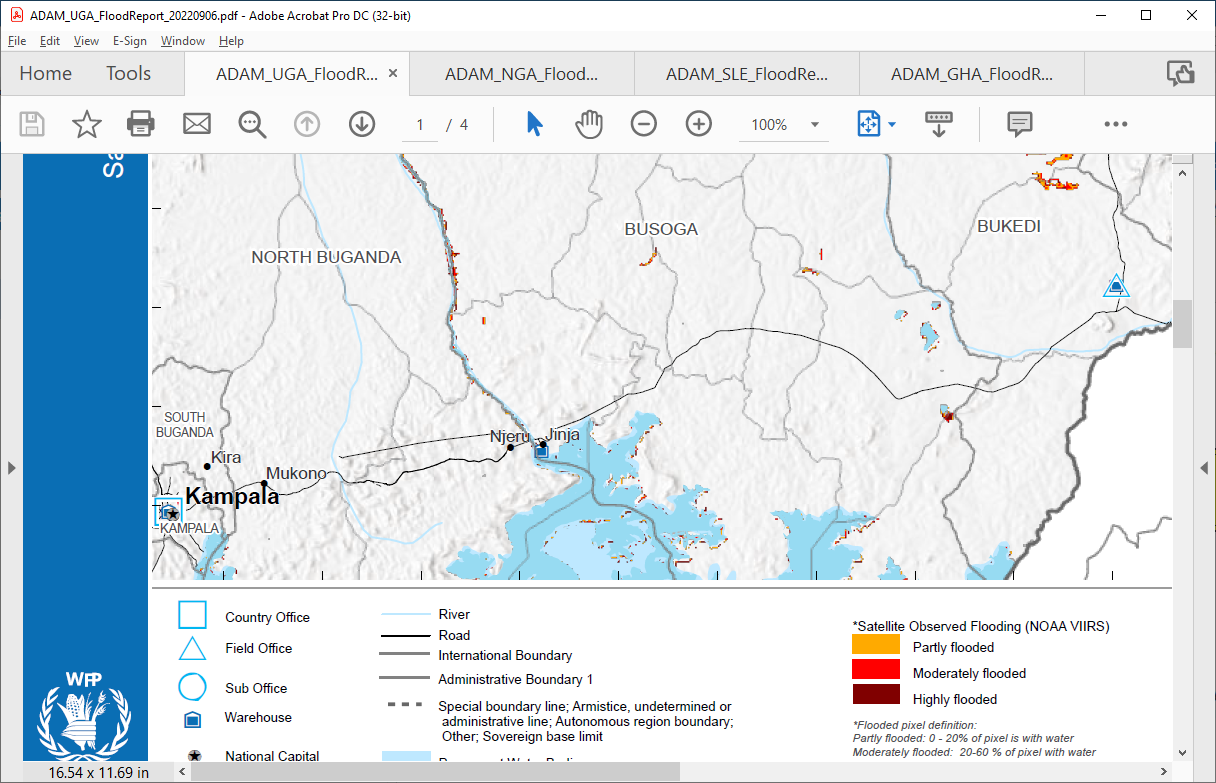 ADAM_UGA_FloodReport_20220906.pdf - Adobe Acrobat Pro DC (32-bit)
File Edit View E-Sign Window Help
Home Tools ADAM_UGA_FloodR... × ADAM_NGA_Flood... ADAM_SLE_FloodRe... ADAM_GHA_FloodR...
1 / 4 100%
Sa
BUSOGA
BUKEDI
NORTH BUGANDA
SOUTH
BUGANDA
Njeru Jinja
Kira
Mukono
Kampala
KAMPALA
Country Office
Field Office
Sub Office
Warehouse
National Capital
River
Road
International Boundary
Administrative Boundary 1
Special boundary line; Armistice, undetermined or
administrative line; Autonomous region boundary;
Other; Sovereign base limit
*Satellite Observed Flooding (NOAA VIIRS)
Partly flooded
Moderately flooded
Highly flooded
*Flooded pixel definition:
Partly flooded: 0 - 20% of pixel is with water
Moderately flooded: 20-60 % of pixel with water
WFP
16.54 x 11.69 in